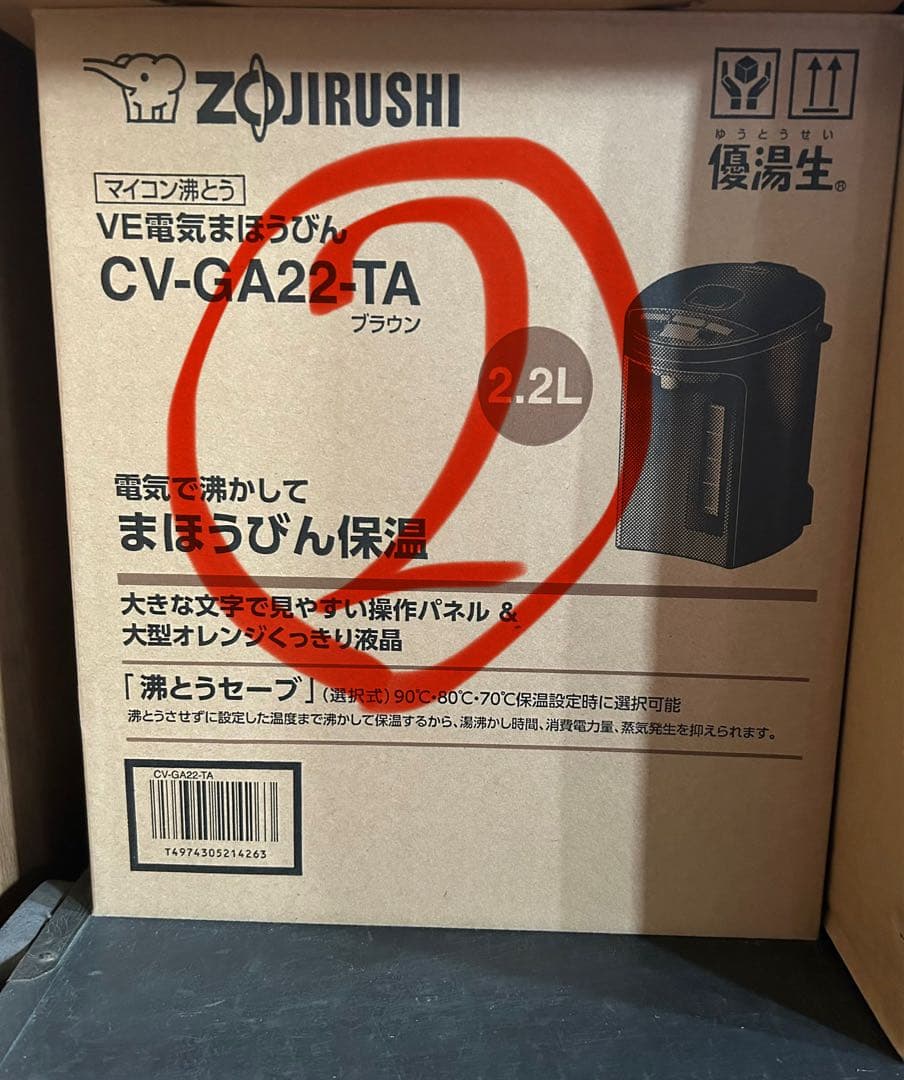 ZOJIRUSHI
ゆうとうせい
優湯生®
マイコン沸とう
VE電気まほうびん
CV-GA22-TA
ブラウン
2
2.2L
電気で沸かして
まほうびん保温
大きな文字で見やすい操作パネル &
大型オレンジくっきり液晶
「沸とうセーブ」(選択式)90℃・80℃・70℃保温設定時に選択可能
沸とうさせずに設定した温度まで沸かして保温するから、湯沸かし時間、消費電力量、蒸気発生を抑えられます。
CV-GA22-TA
T4974305214263